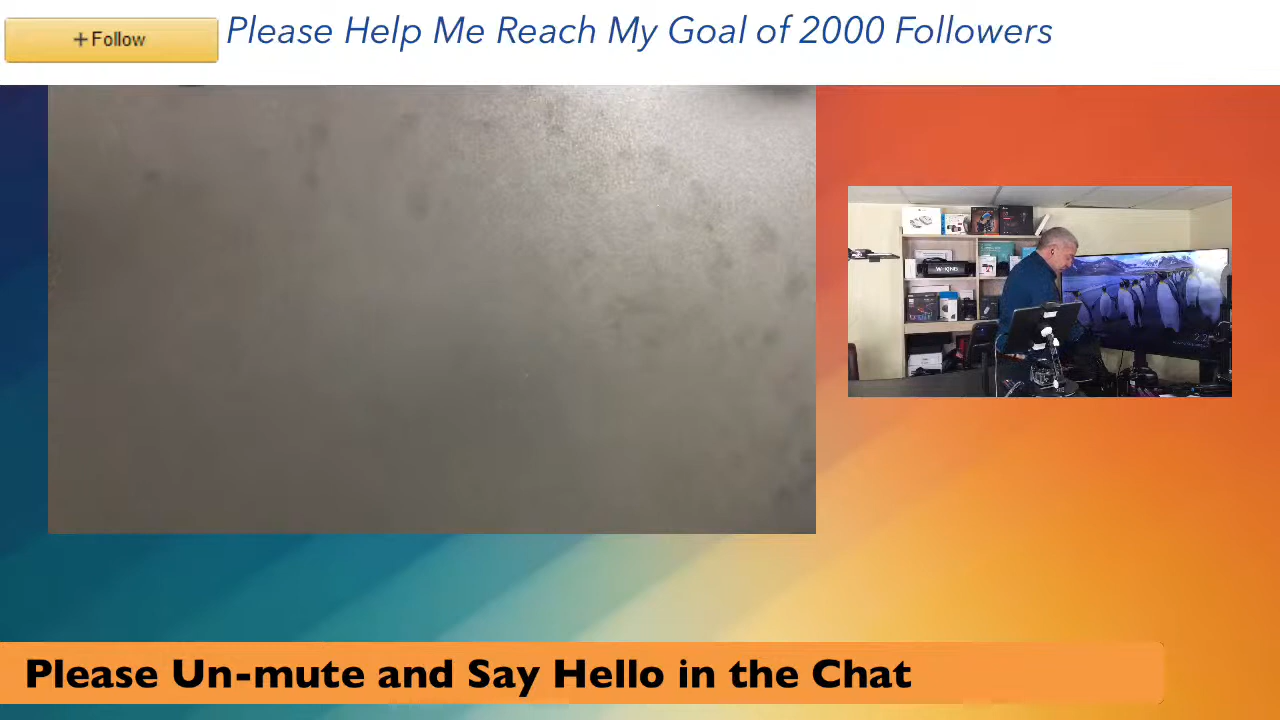 +Follow
Please Help Me Reach My Goal of 2000 Followers
W-KING
Please Un-mute and Say Hello in the Chat